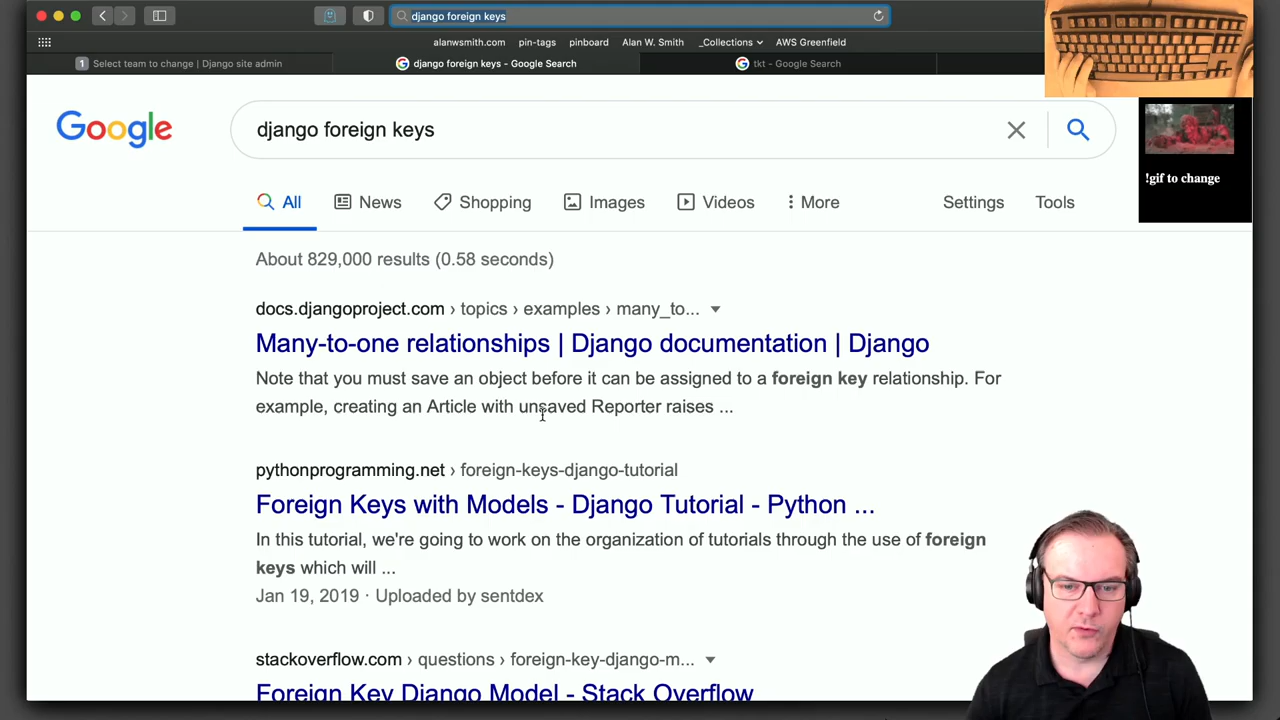 django foreign keys
alanwsmith.com pin-tags pinboard Alan W. Smith _Collections AWS Greenfield
1 Select team to change | Django site admin
django foreign keys - Google Search
tkt - Google Search
Google
django foreign keys
All News Shopping Images Videos More Settings Tools
!gif to change
About 829,000 results (0.58 seconds)
docs.djangoproject.com › topics › examples › many_to...
Many-to-one relationships | Django documentation | Django
Note that you must save an object before it can be assigned to a foreign key relationship. For
example, creating an Article with unsaved Reporter raises ...
pythonprogramming.net › foreign-keys-django-tutorial
Foreign Keys with Models - Django Tutorial - Python ...
In this tutorial, we're going to work on the organization of tutorials through the use of foreign
keys which will ...
Jan 19, 2019 · Uploaded by sentdex
stackoverflow.com › questions › foreign-key-django-m...
Foreign Key Django Model - Stack Overflow